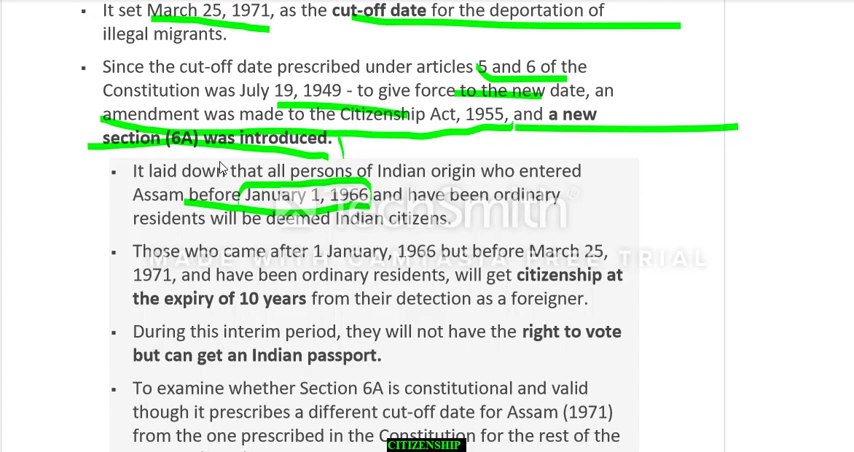 It set March 25, 1971, as the cut-off date for the deportation of
illegal migrants.
Since the cut-off date prescribed under articles 5 and 6 of the
Constitution was July 19, 1949 - to give force to the new date, an
amendment was made to the Citizenship Act, 1955, and a new
section (6A) was introduced.
It laid down that all persons of Indian origin who entered
Assam before January 1, 1966 and have been ordinary
residents will be deemed Indian citizens.
TechSmith
Those who came after 1 January, 1966 but before March 25,
MADE WITH CAMTASIA FREE TRIAL
1971, and have been ordinary residents, will get citizenship at
the expiry of 10 years from their detection as a foreigner.
During this interim period, they will not have the right to vote
but can get an Indian passport.
To examine whether Section 6A is constitutional and valid
though it prescribes a different cut-off date for Assam (1971)
from the one prescribed in the Constitution for the rest of the
CITIZENSHIP